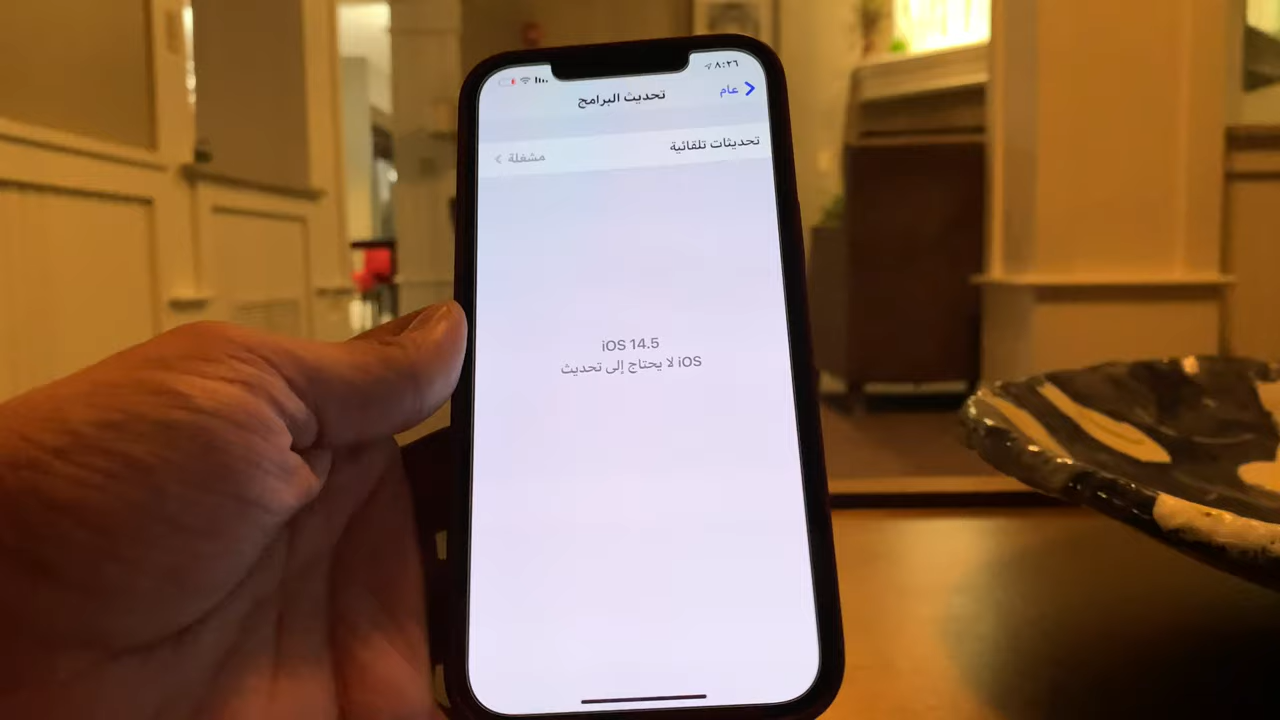 ٨:٢٦
عام
تحديث البرامج
تحديثات تلقائية
مشغلة
iOS 14.5
iOS لا يحتاج إلى تحديث